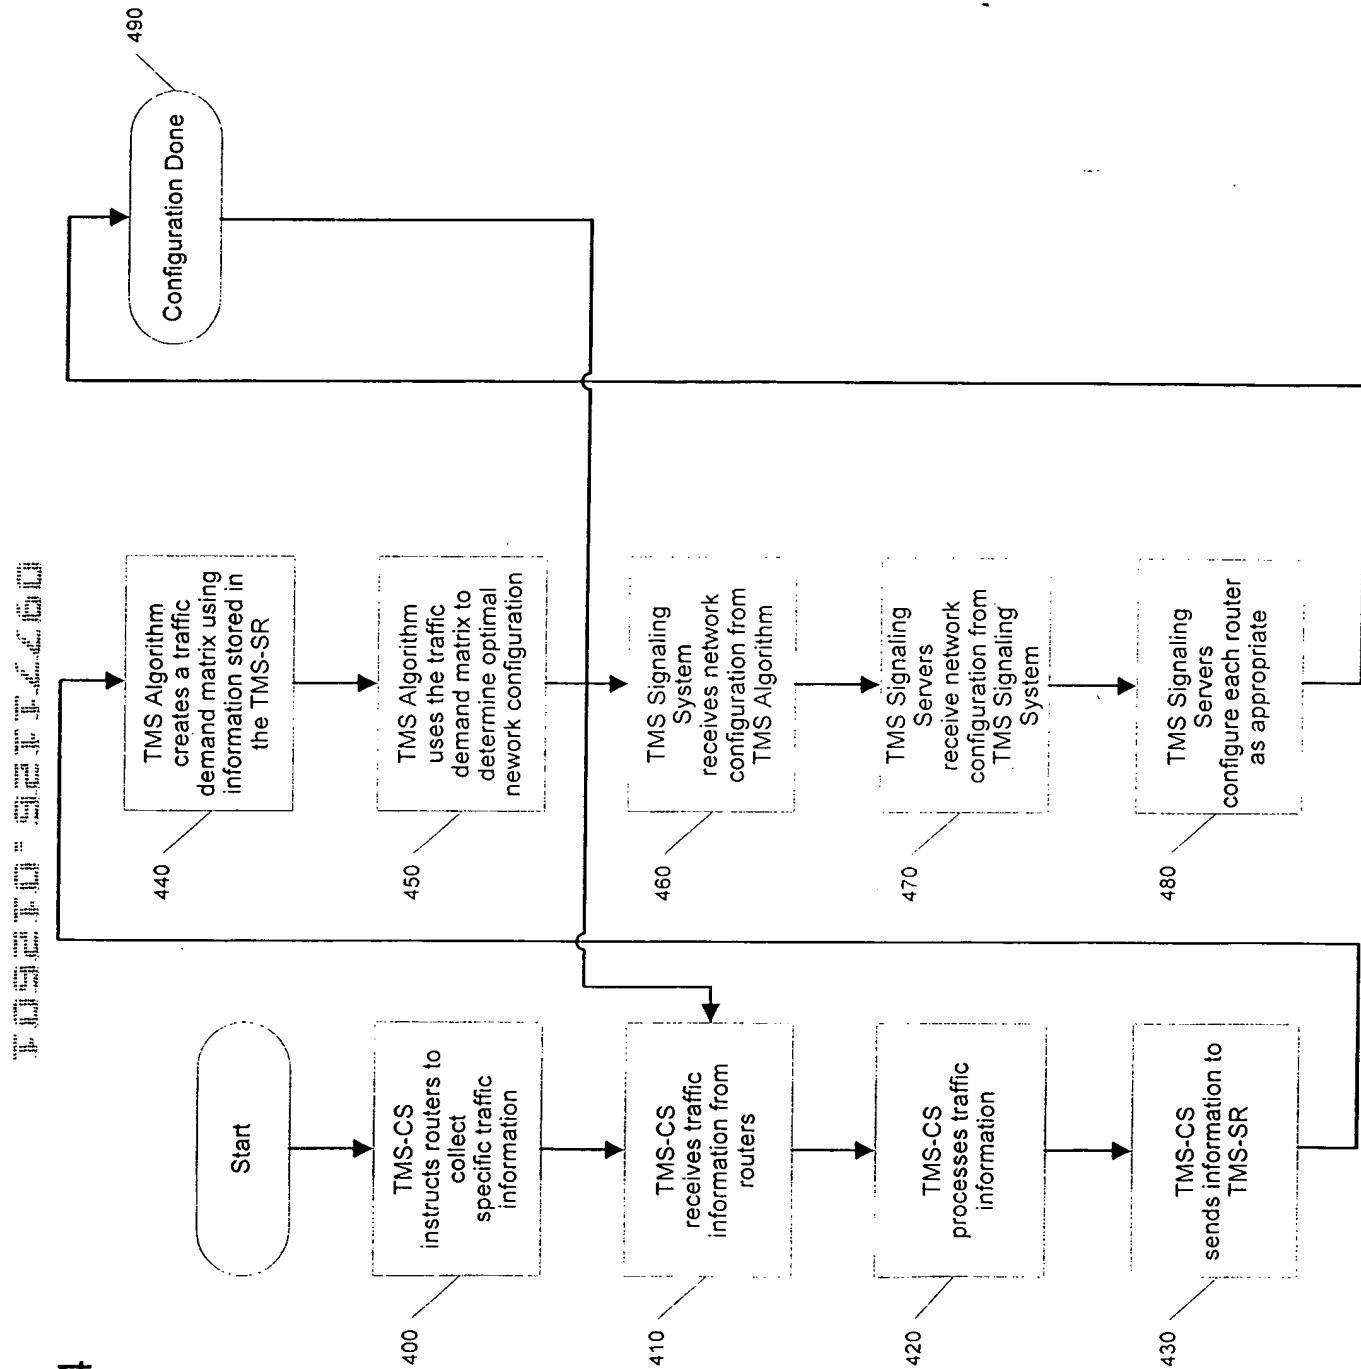 Start
TMS-CS
instructs routers to
collect
specific traffic
information
400
TMS-CS
receives traffic
information from
routers
410
TMS-CS
processes traffic
information
420
TMS-CS
sends information to
TMS-SR
430
TMS Algorithm
creates a traffic
demand matrix using
information stored in
the TMS-SR
440
TMS Algorithm
uses the traffic
demand matrix to
determine optimal
nework configuration
450
TMS Signaling
System
receives network
configuration from
TMS Algorithm
460
TMS Signaling
Servers
receive network
configuration from
TMS Signaling
System
470
TMS Signaling
Servers
configure each router
as appropriate
480
Configuration Done
490